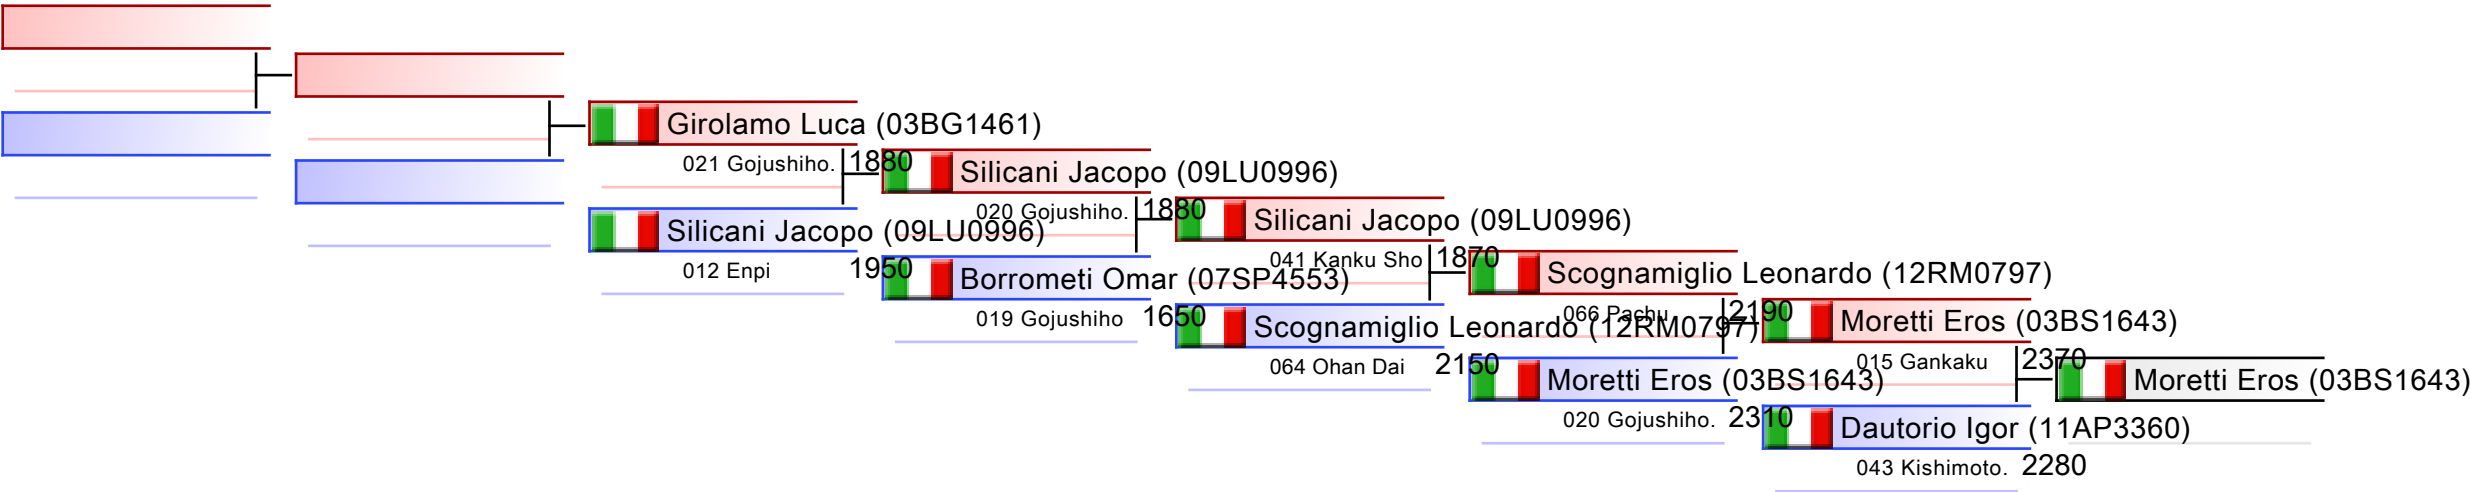 Girolamo Luca (03BG1461)
021 Gojushiho. 1880
Silicani Jacopo (09LU0996)
012 Enpi 1950
Silicani Jacopo (09LU0996)
020 Gojushiho. 1880
Borrometi Omar (07SP4553)
019 Gojushiho 1650
Silicani Jacopo (09LU0996)
041 Kanku Sho 1870
Scognamiglio Leonardo (12RM0797)
064 Ohan Dai 2150
Scognamiglio Leonardo (12RM0797)
066 Pachu 2190
Moretti Eros (03BS1643)
020 Gojushiho. 2310
Moretti Eros (03BS1643)
015 Gankaku 2370
Dautorio Igor (11AP3360)
043 Kishimoto. 2280
Moretti Eros (03BS1643)